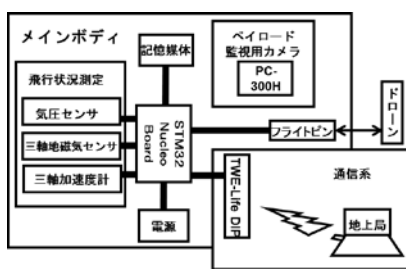 メインボディ
記憶媒体
ペイロード
監視用カメラ
PC-
300H
飛行状況測定
気圧センサ
三軸地磁気センサ
三軸加速度計
STM32
Nucleo
Board
フライトピン
ドローン
電源
TWE-Life DIP
通信系
地上局